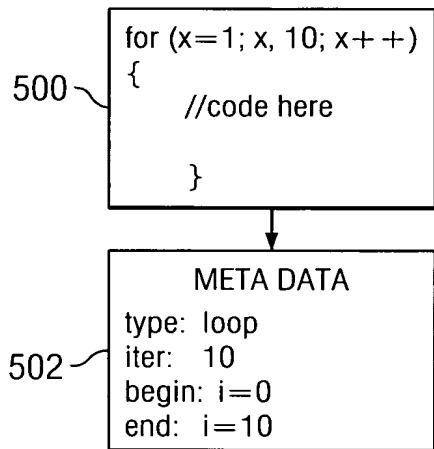 for (x=1; x, 10; x++)
{
//code here
}
500
META DATA
type: loop
iter: 10
begin: i=0
end: i=10
502